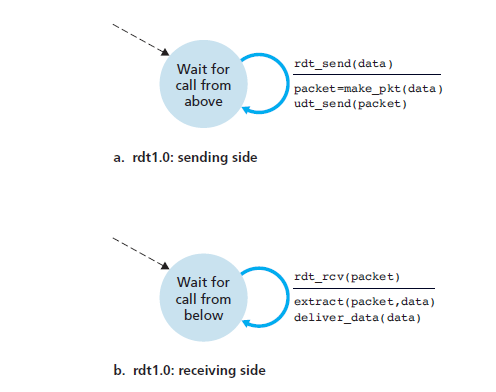 Wait for
call from
above
rdt_send(data)
packet=make_pkt(data)
udt_send(packet)
a. rdt1.0: sending side
Wait for
call from
below
rdt_rcv(packet)
extract(packet,data)
deliver_data(data)
b. rdt1.0: receiving side